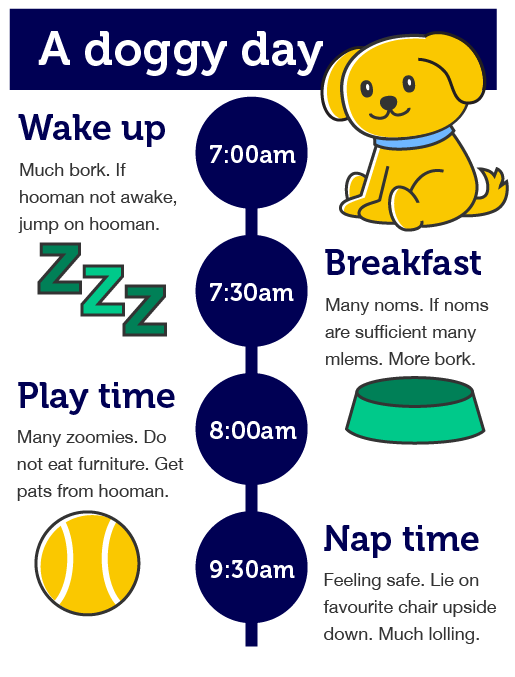 A doggy day
Wake up
Much bork. If
hooman not awake,
jump on hooman.
7:00am
Z Z Z
7:30am
Breakfast
Many noms. If noms
are sufficient many
mlems. More bork.
Play time
Many zoomies. Do
not eat furniture. Get
pats from hooman.
8:00am
9:30am
Nap time
Feeling safe. Lie on
favourite chair upside
down. Much lolling.